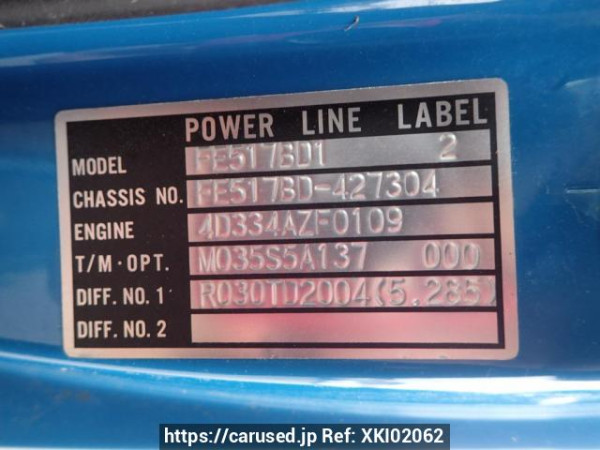 POWER LINE LABEL
MODEL FE517BD1 2
CHASSIS NO. FE517BD-427304
ENGINE 4D334AZF0109
T/M·OPT. M035S5A137 000
DIFF. NO. 1 R030TD2004(5.285)
DIFF. NO. 2
https://carused.jp Ref: XKI02062